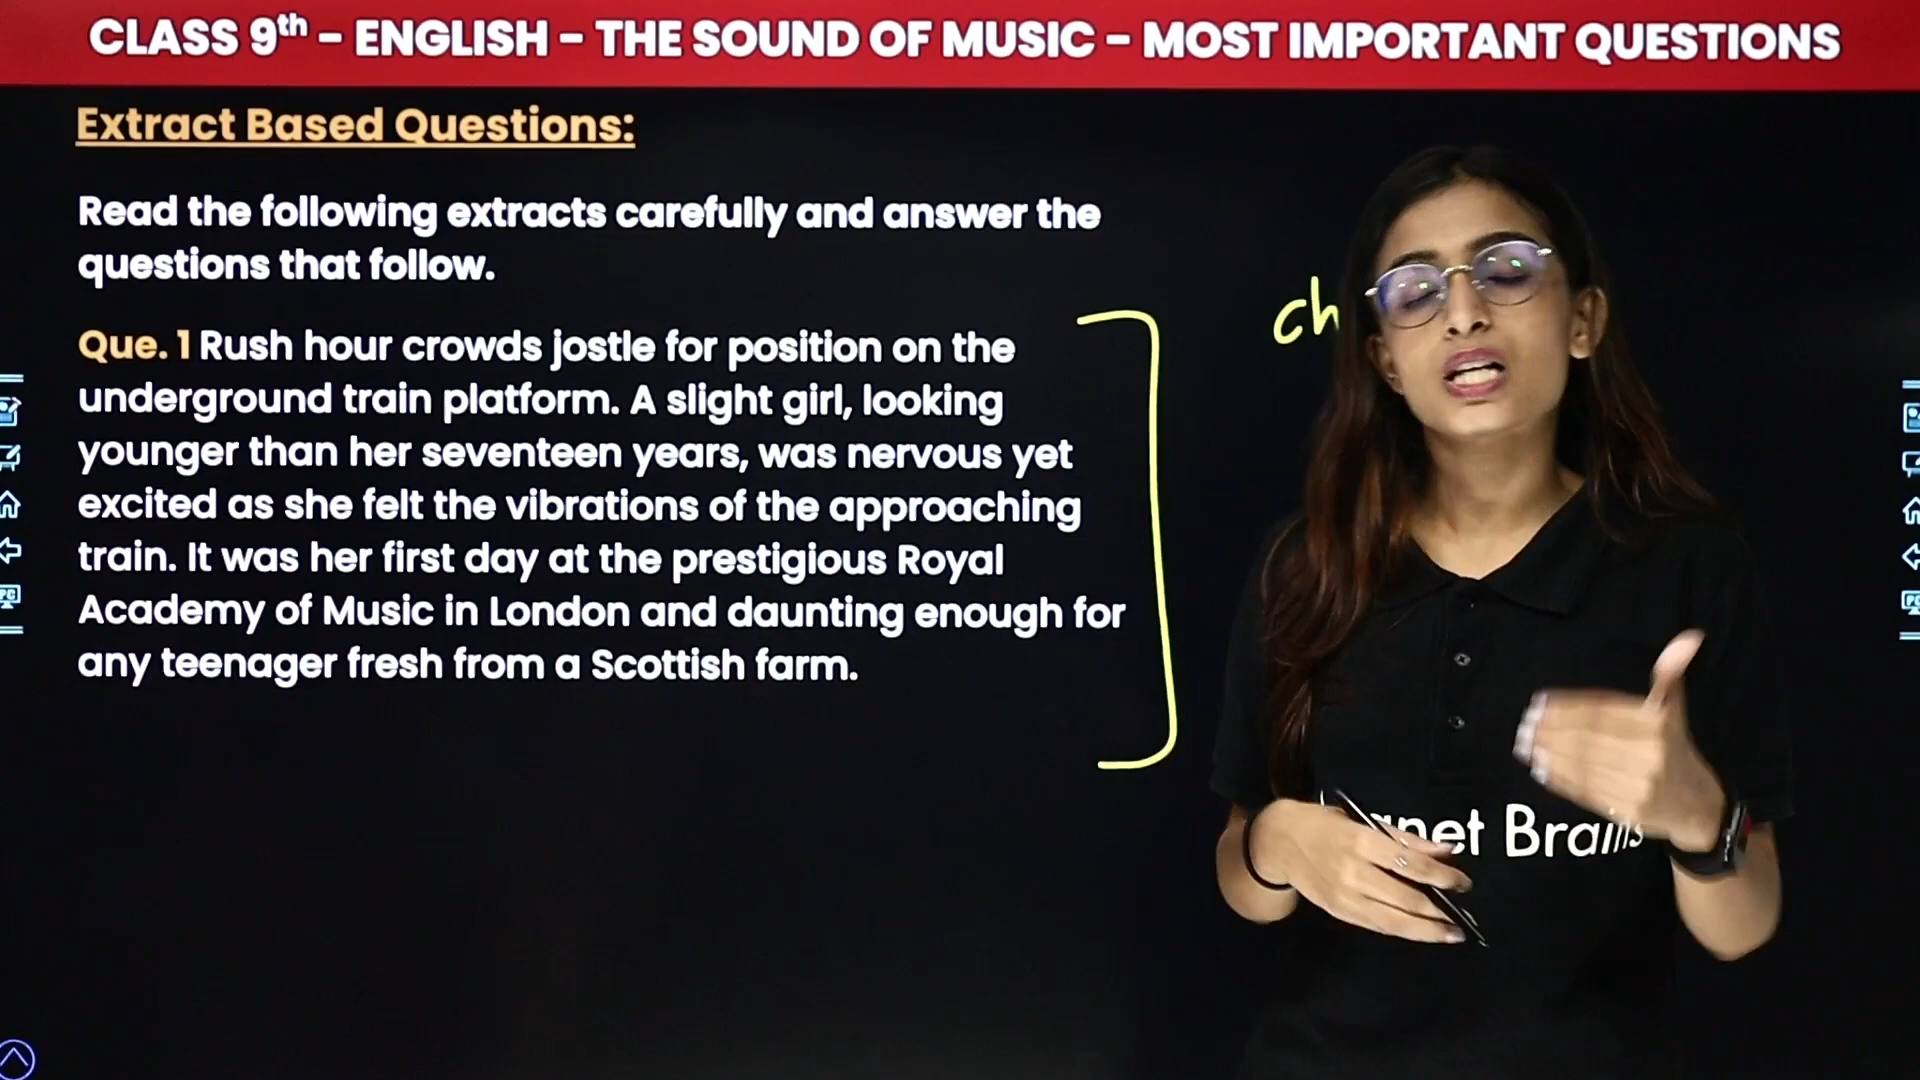 CLASS 9th – ENGLISH – THE SOUND OF MUSIC – MOST IMPORTANT QUESTIONS
Extract Based Questions:
Read the following extracts carefully and answer the
questions that follow.
Que. 1 Rush hour crowds jostle for position on the
underground train platform. A slight girl, looking
younger than her seventeen years, was nervous yet
excited as she felt the vibrations of the approaching
train. It was her first day at the prestigious Royal
Academy of Music in London and daunting enough for
any teenager fresh from a Scottish farm.
ch
anet Brains